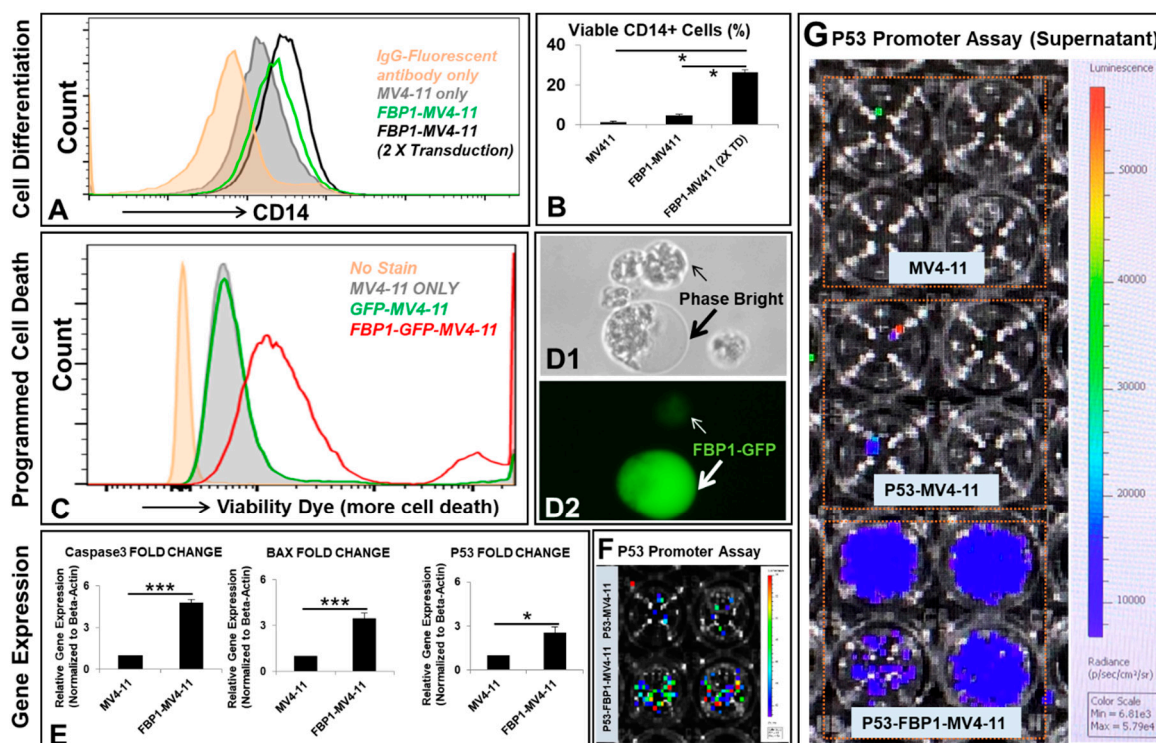 Cell Differentiation
Count
IgG-Fluorescent
antibody only
MV4-11 only
FBP1-MV4-11
FBP1-MV4-11
(2 X Transduction)
A
CD14
Viable CD14+ Cells (%)
40
20
0
*
*
MV411
FBP1-MV411
FBP1-MV411 (2X TD)
B
Programmed Cell Death
Count
No Stain
MV4-11 ONLY
GFP-MV4-11
FBP1-GFP-MV4-11
C
Viability Dye (more cell death)
Phase Bright
D1
FBP1-GFP
D2
Gene Expression
Caspase3 FOLD CHANGE
Relative Gene Expression
(Normalized to Beta-Actin)
6
3
0
***
MV4-11
FBP1-MV4-11
E
BAX FOLD CHANGE
Relative Gene Expression
(Normalized to Beta-Actin)
6
3
0
***
MV4-11
FBP1-MV4-11
P53 FOLD CHANGE
Relative Gene Expression
(Normalized to Beta-Actin)
6
3
0
*
MV4-11
FBP1-MV4-11
F P53 Promoter Assay
P53-MV4-11
P53-FBP1-MV4-11
G P53 Promoter Assay (Supernatant)
Luminescence
50000
40000
30000
20000
10000
Radiance
(p/sec/cm²/sr)
Color Scale
Min = 6.81e3
Max = 5.79e4
MV4-11
P53-MV4-11
P53-FBP1-MV4-11